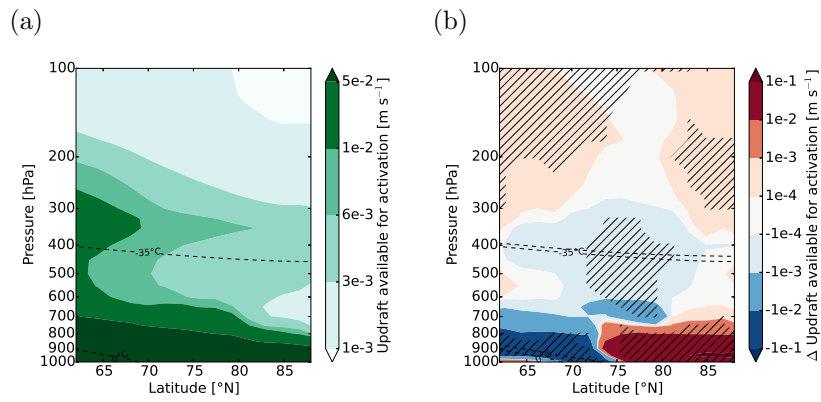 (a)
(b)
100
200
300
400
500
600
700
800
900
1000
65
70
75
80
85
Latitude [°N]
Pressure [hPa]
-35°C
0°C
5e-2
1e-2
6e-3
3e-3
1e-3
Updraft available for activation [m s⁻¹]
100
200
300
400
500
600
700
800
900
1000
65
70
75
80
85
Latitude [°N]
Pressure [hPa]
-35°C
0°C
1e-1
1e-2
1e-3
1e-4
-1e-4
-1e-3
-1e-2
-1e-1
Δ Updraft available for activation [m s⁻¹]